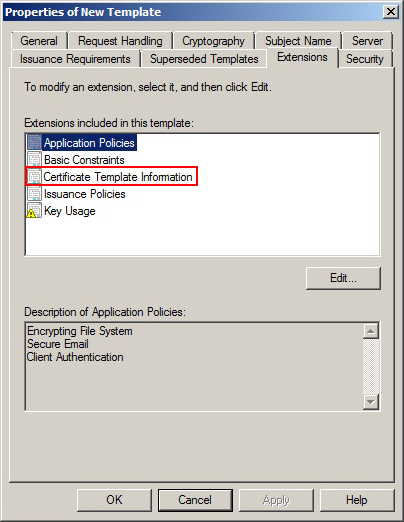 Properties of New Template
General Request Handling Cryptography Subject Name Server
Issuance Requirements Superseded Templates Extensions Security
To modify an extension, select it, and then click Edit.
Extensions included in this template:
Application Policies
Basic Constraints
Certificate Template Information
Issuance Policies
Key Usage
Edit...
Description of Application Policies:
Encrypting File System
Secure Email
Client Authentication
OK Cancel Apply Help